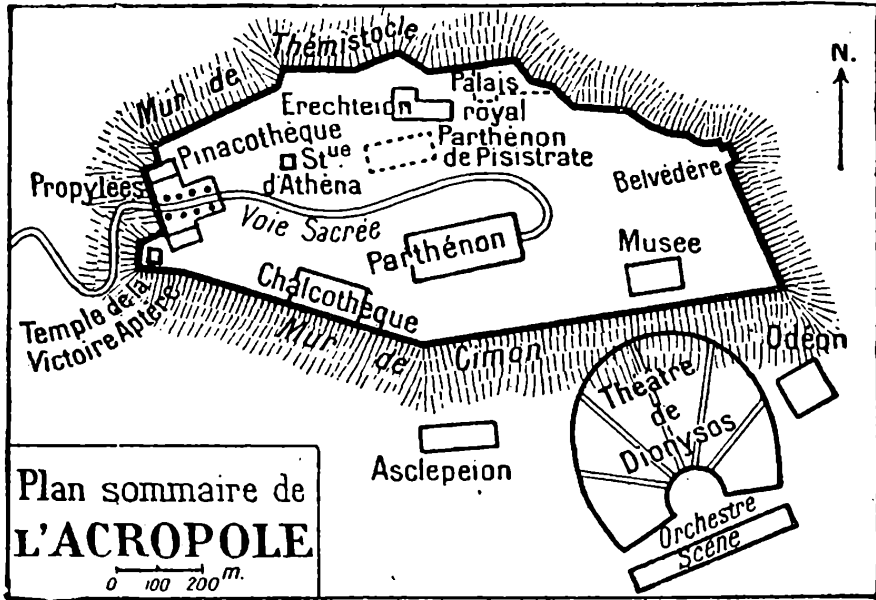 Mur de Thémistocle
N.
Palais
royal
Erechteion
Pinacothèque
Parthénon
de Pisistrate
Stue
d'Athéna
Propylées
Belvédère
Voie Sacrée
Parthénon
Musée
Chalcothèque
Temple de la
Victoire Aptère
Mur de Cimon
Odéon
Théâtre
de
Dionysos
Asclepeion
Orchestre
Scène
Plan sommaire de
L'ACROPOLE
0 100 200 m.